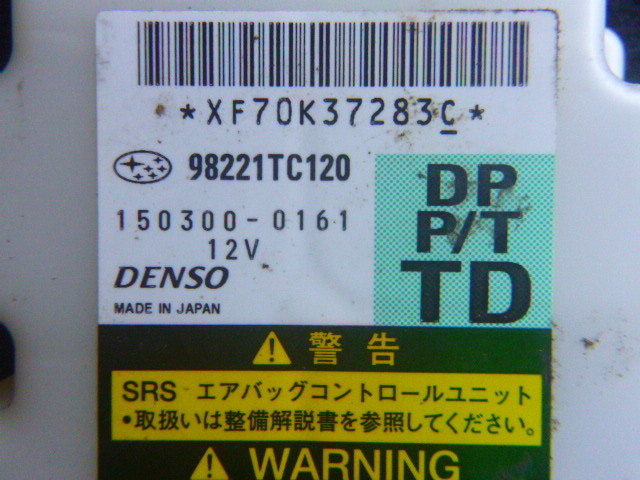 *XF70K37283C*
98221TC120
150300-0161
12V
DENSO
MADE IN JAPAN
DP
P/T
TD
警告
SRS エアバッグコントロールユニット
•取扱いは整備解説書を参照してください。
WARNING